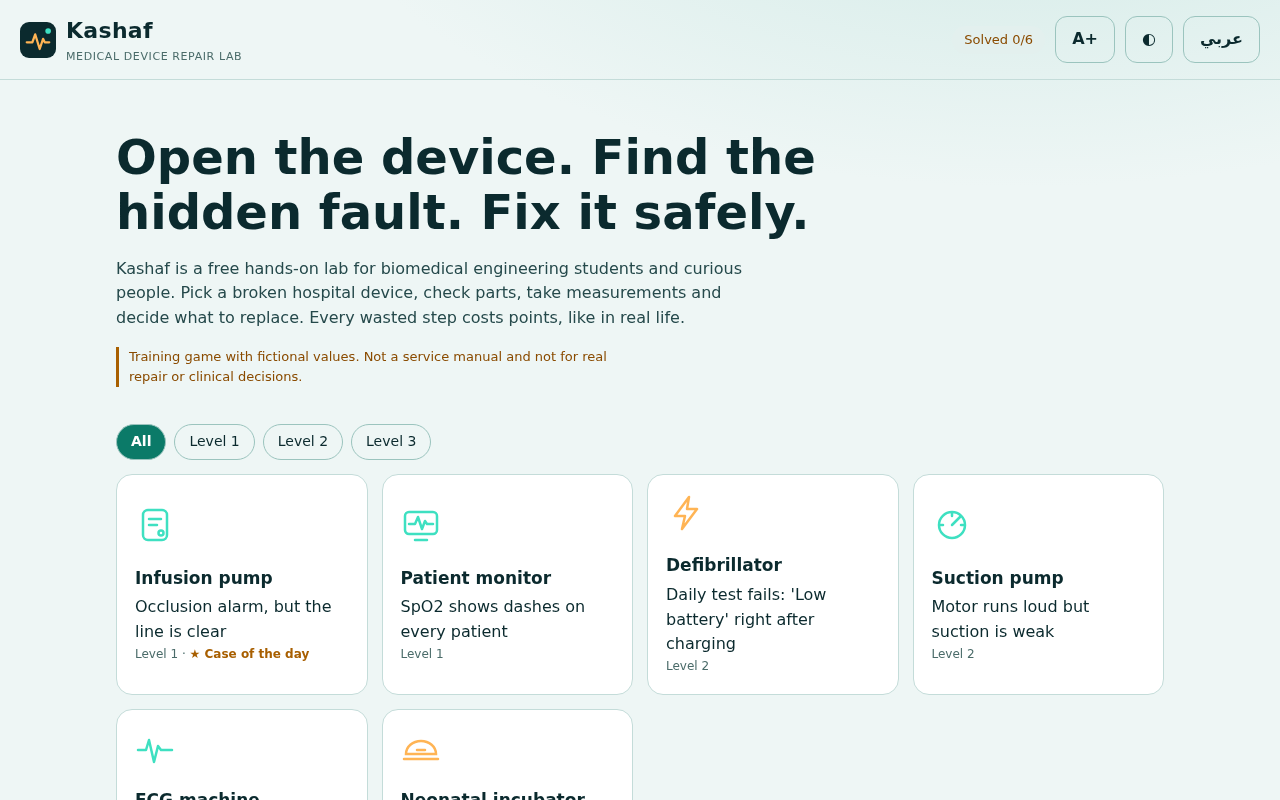 Kashaf
MEDICAL DEVICE REPAIR LAB
Solved 0/6
A+
عربي
Open the device. Find the
hidden fault. Fix it safely.
Kashaf is a free hands-on lab for biomedical engineering students and curious
people. Pick a broken hospital device, check parts, take measurements and
decide what to replace. Every wasted step costs points, like in real life.
Training game with fictional values. Not a service manual and not for real
repair or clinical decisions.
All
Level 1
Level 2
Level 3
Infusion pump
Occlusion alarm, but the
line is clear
Level 1 · ★ Case of the day
Patient monitor
SpO2 shows dashes on
every patient
Level 1
Defibrillator
Daily test fails: 'Low
battery' right after
charging
Level 2
Suction pump
Motor runs loud but
suction is weak
Level 2
ECG machine
Neonatal incubator